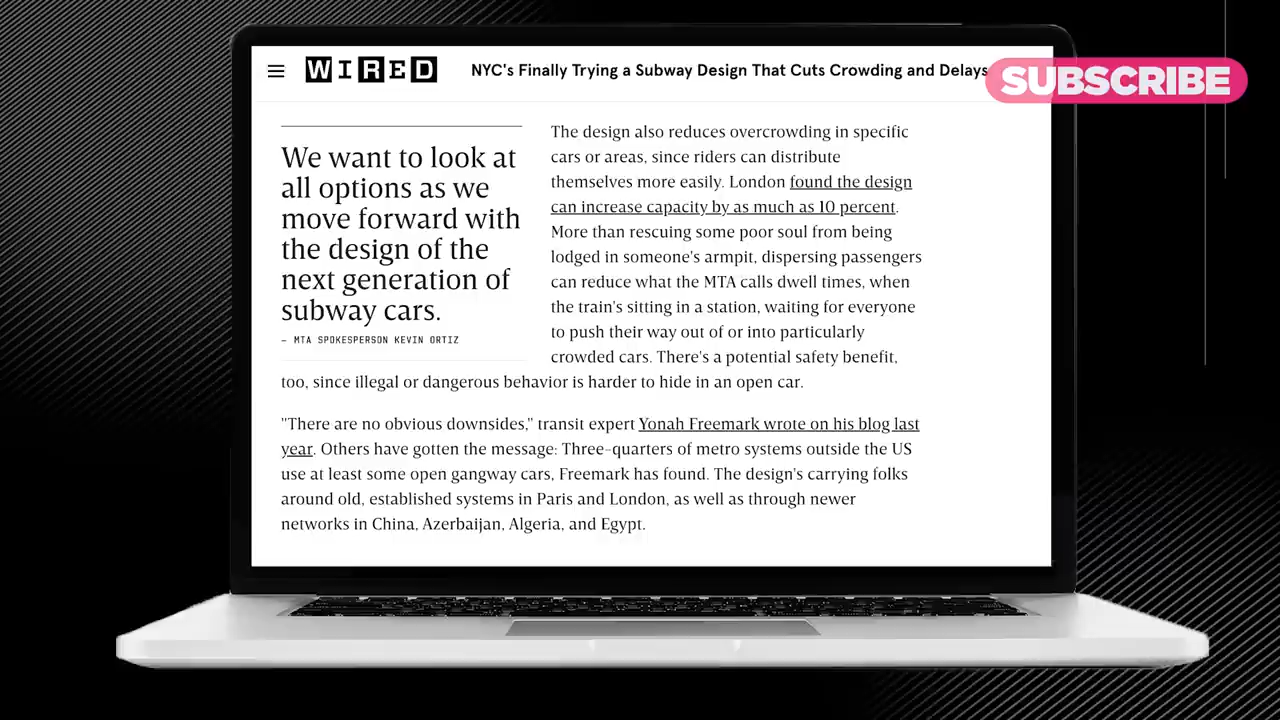 WIRED
NYC's Finally Trying a Subway Design That Cuts Crowding and Delays
SUBSCRIBE
We want to look at
all options as we
move forward with
the design of the
next generation of
subway cars.
– MTA SPOKESPERSON KEVIN ORTIZ
The design also reduces overcrowding in specific
cars or areas, since riders can distribute
themselves more easily. London found the design
can increase capacity by as much as 10 percent.
More than rescuing some poor soul from being
lodged in someone's armpit, dispersing passengers
can reduce what the MTA calls dwell times, when
the train's sitting in a station, waiting for everyone
to push their way out of or into particularly
crowded cars. There's a potential safety benefit,
too, since illegal or dangerous behavior is harder to hide in an open car.
"There are no obvious downsides," transit expert Yonah Freemark wrote on his blog last
year. Others have gotten the message: Three-quarters of metro systems outside the US
use at least some open gangway cars, Freemark has found. The design's carrying folks
around old, established systems in Paris and London, as well as through newer
networks in China, Azerbaijan, Algeria, and Egypt.